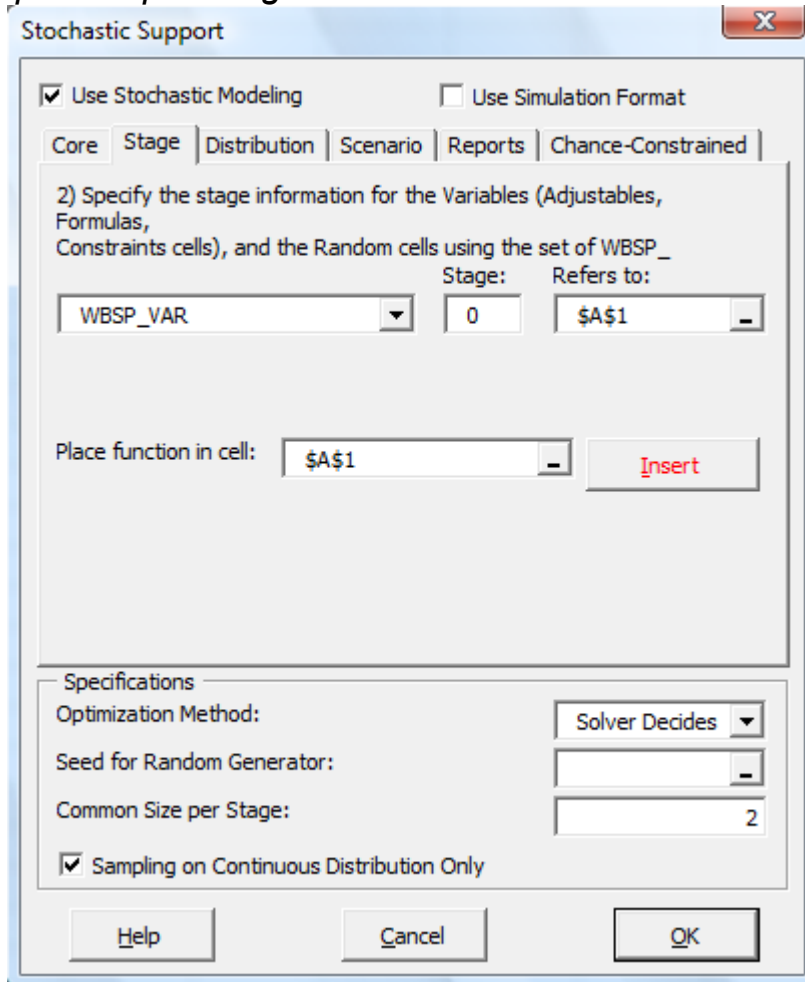 Stochastic Support
Use Stochastic Modeling Use Simulation Format
Core Stage Distribution Scenario Reports Chance-Constrained
2) Specify the stage information for the Variables (Adjustables,
Formulas,
Constraints cells), and the Random cells using the set of WBSP_
Stage: Refers to:
WBSP_VAR 0 $A$1
Place function in cell: $A$1 Insert
Specifications
Optimization Method: Solver Decides
Seed for Random Generator:
Common Size per Stage: 2
Sampling on Continuous Distribution Only
Help Cancel OK